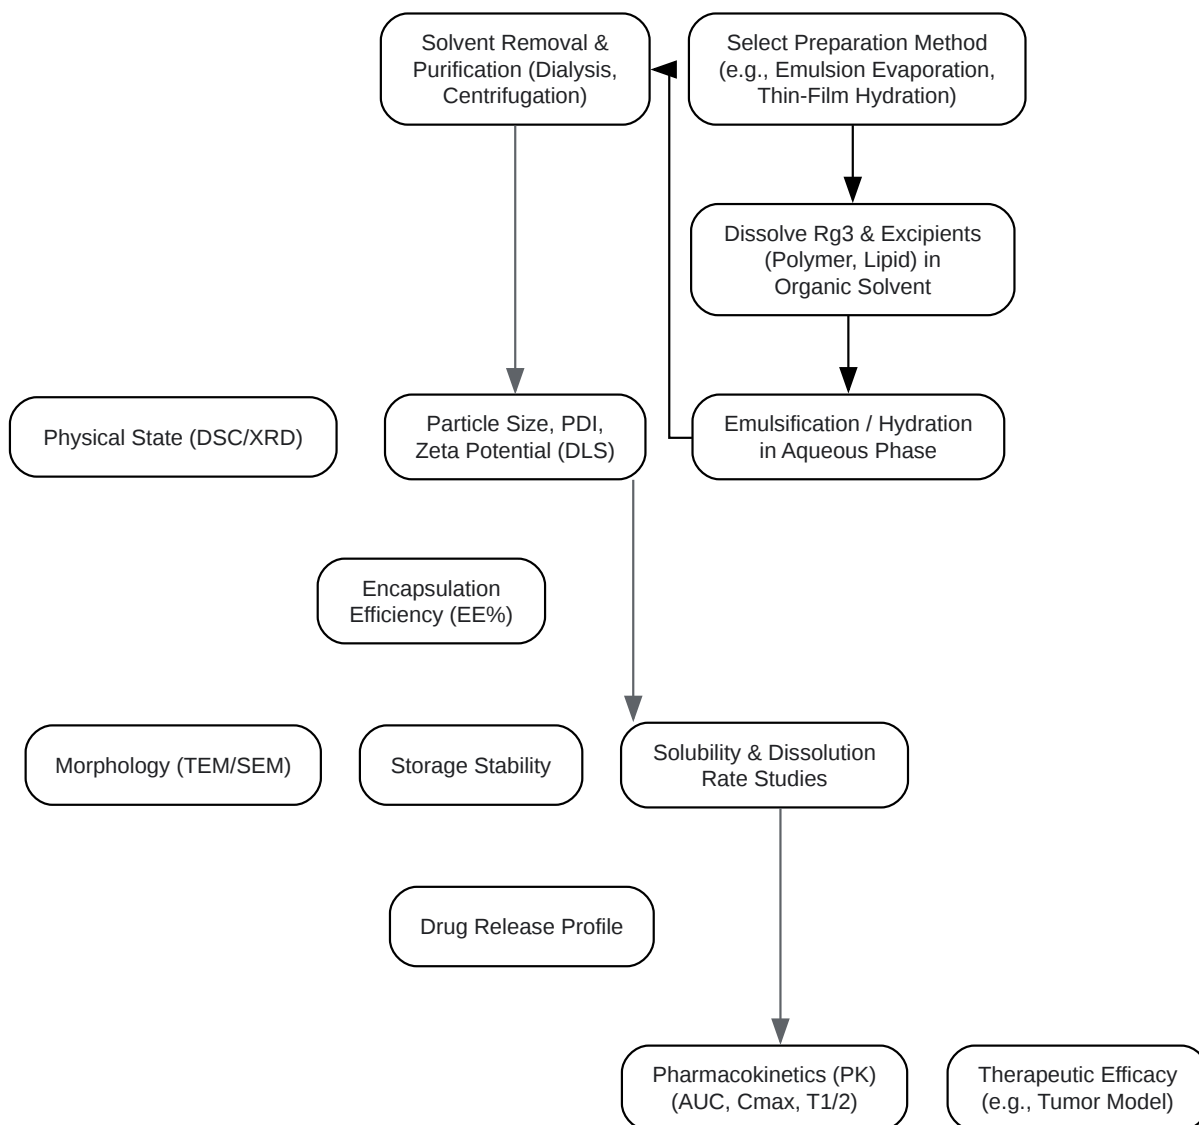 Solvent Removal &
Purification (Dialysis,
Centrifugation)
Select Preparation Method
(e.g., Emulsion Evaporation,
Thin-Film Hydration)
Dissolve Rg3 & Excipients
(Polymer, Lipid) in
Organic Solvent
Physical State (DSC/XRD)
Particle Size, PDI,
Zeta Potential (DLS)
Emulsification / Hydration
in Aqueous Phase
Encapsulation
Efficiency (EE%)
Morphology (TEM/SEM)
Storage Stability
Solubility & Dissolution
Rate Studies
Drug Release Profile
Pharmacokinetics (PK)
(AUC, Cmax, T1/2)
Therapeutic Efficacy
(e.g., Tumor Model)